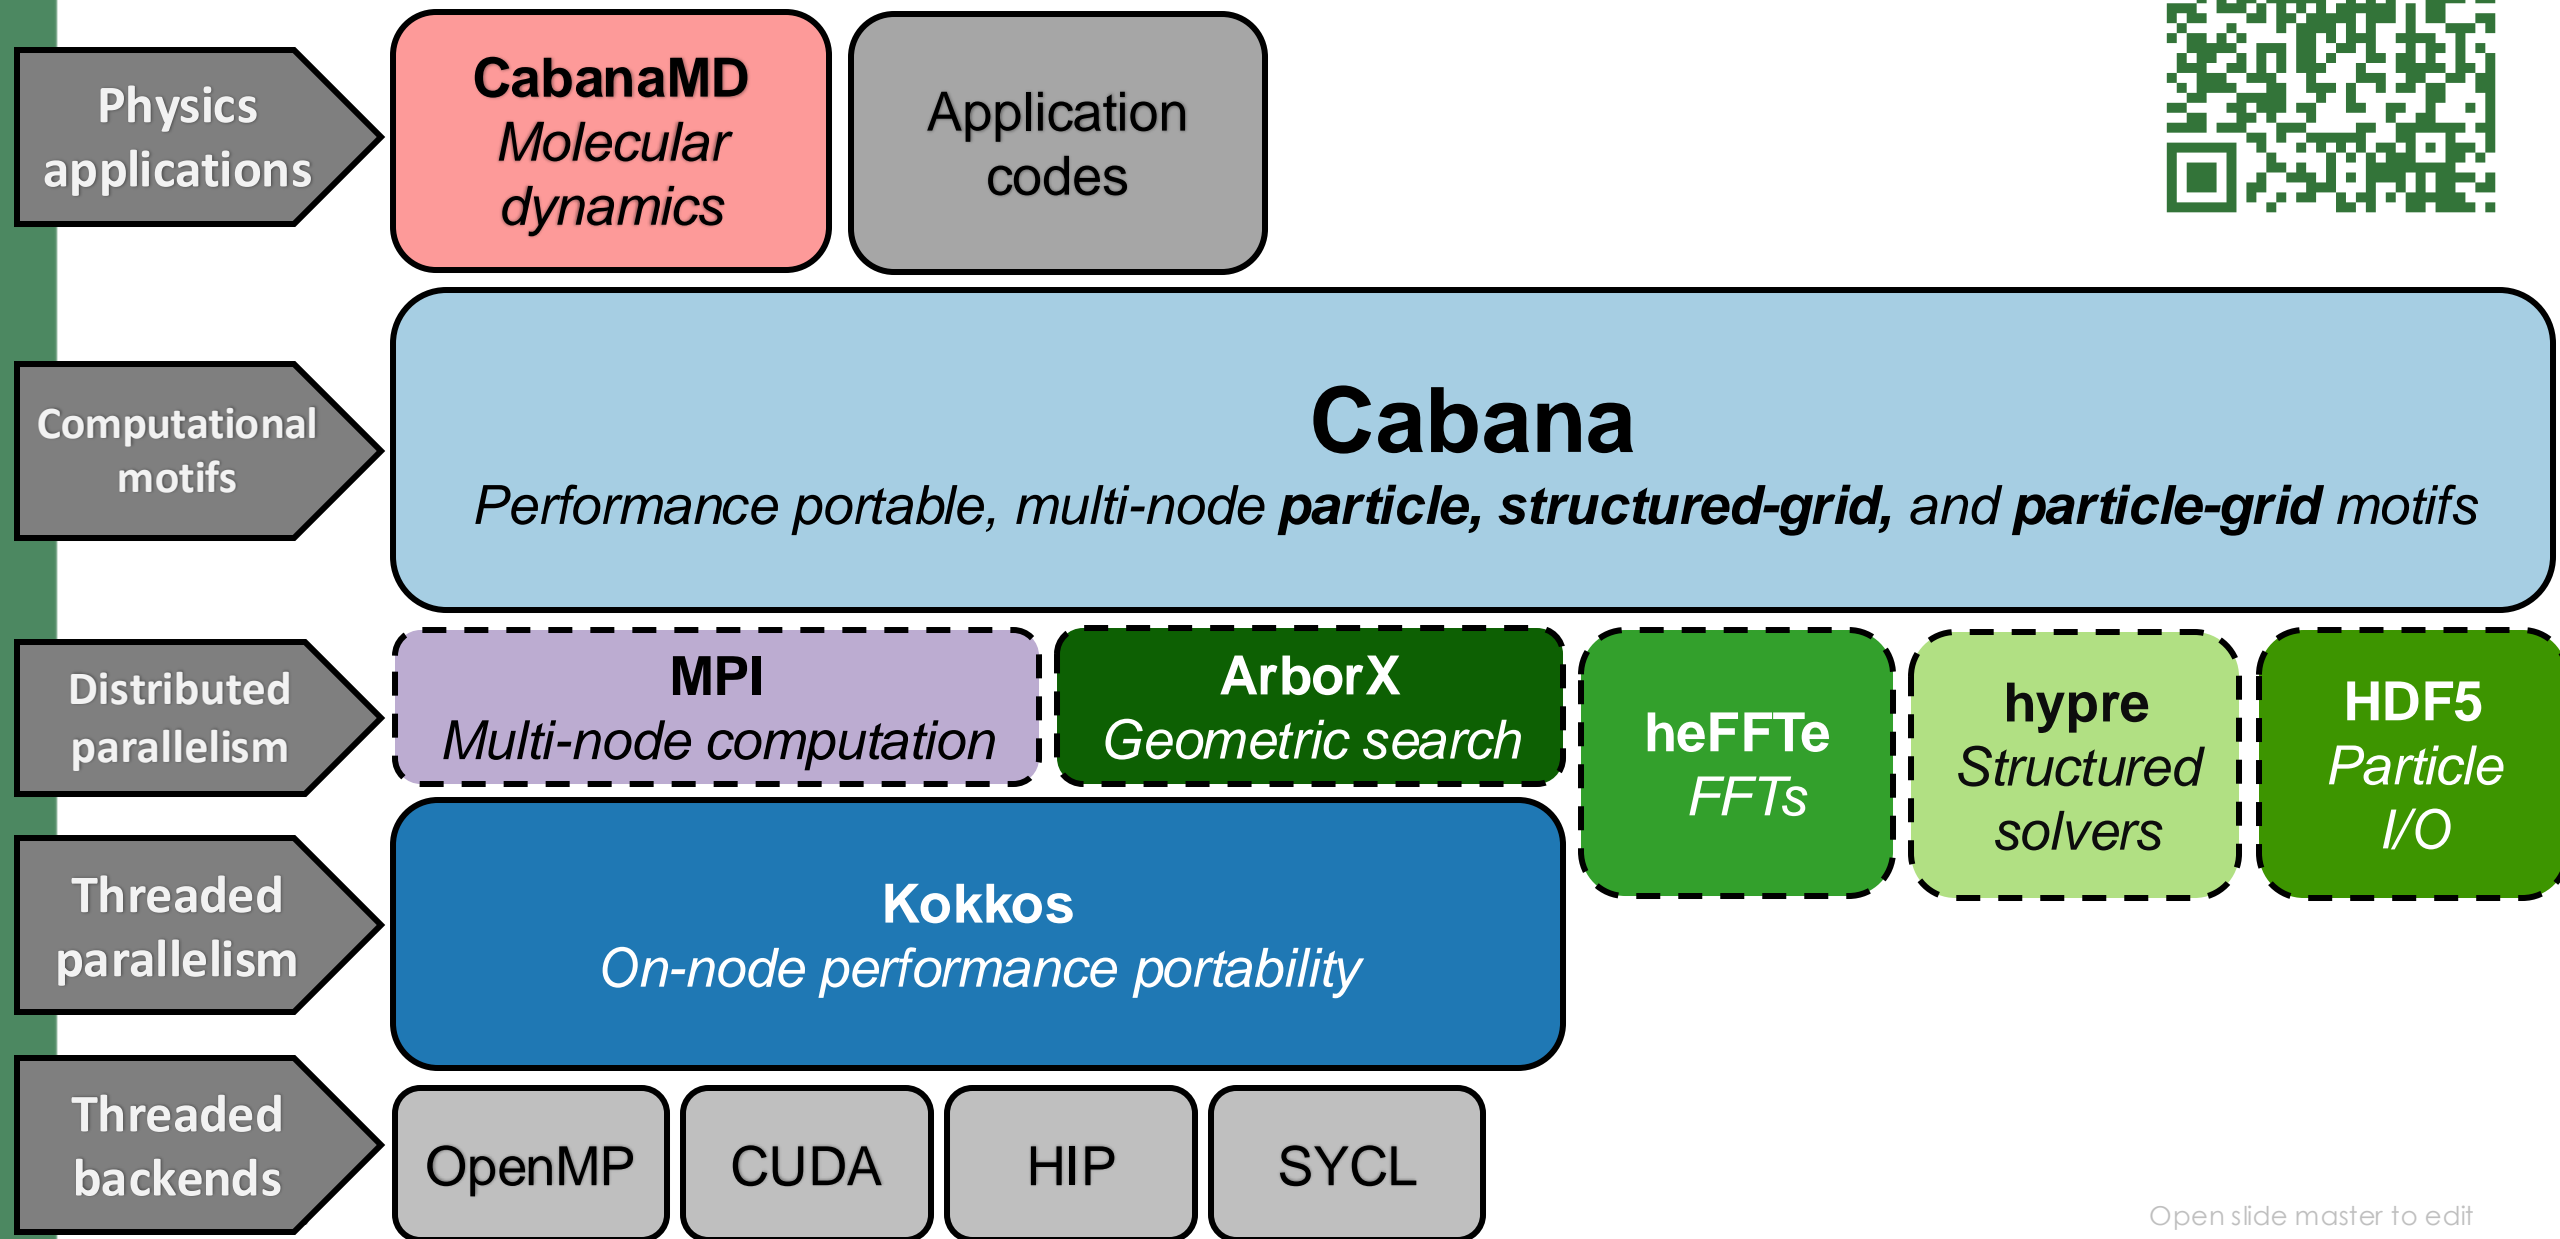 Physics
applications
CabanaMD
Molecular
dynamics
Application
codes
Computational
motifs
Cabana
Performance portable, multi-node particle, structured-grid, and particle-grid motifs
Distributed
parallelism
MPI
Multi-node computation
ArborX
Geometric search
heFFTe
FFTs
hypre
Structured
solvers
HDF5
Particle
I/O
Threaded
parallelism
Kokkos
On-node performance portability
Threaded
backends
OpenMP
CUDA
HIP
SYCL
Open slide master to edit